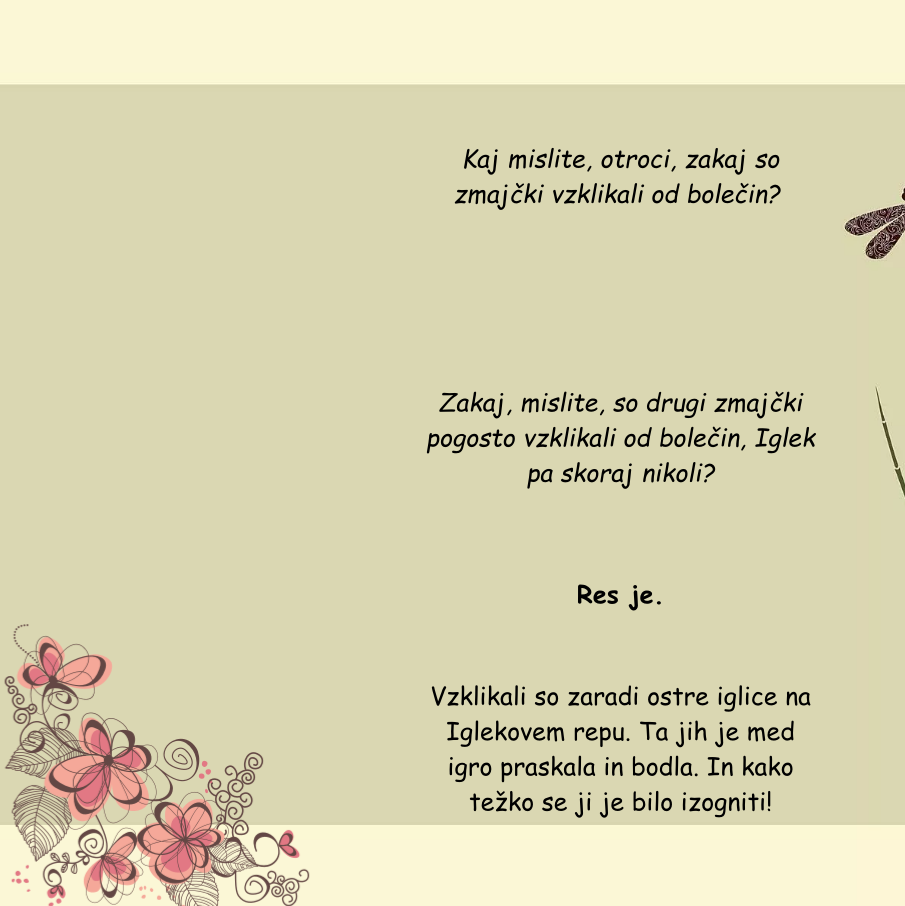 Kaj mislite, otroci, zakaj so
zmajčki vzklikali od bolečin?
Zakaj, mislite, so drugi zmajčki
pogosto vzklikali od bolečin, Iglek
pa skoraj nikoli?
Res je.
Vzklikali so zaradi ostre iglice na
Iglekovem repu. Ta jih je med
igro praskala in bodla. In kako
težko se ji je bilo izogniti!